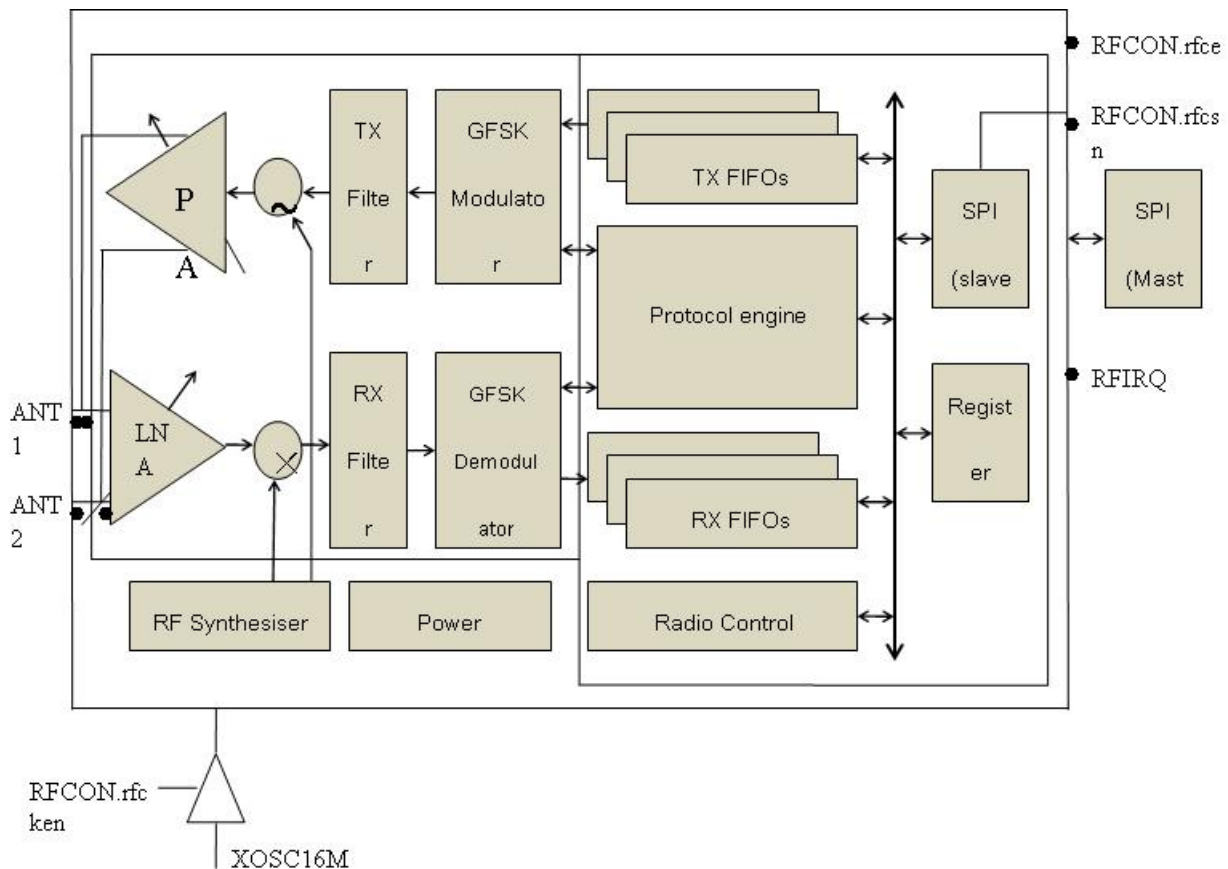 RFCON.rfce
RFCON.rfcs
n
TX
Filte
r
GFSK
Modulato
r
TX FIFOs
P
A
SPI
(slave
SPI
(Mast
Protocol engine
RFIRQ
ANT
1
ANT
2
LN
A
RX
Filte
r
GFSK
Demodul
ator
RX FIFOs
Regist
er
RF Synthesiser
Power
Radio Control
RFCON.rfc
ken
XOSC16M